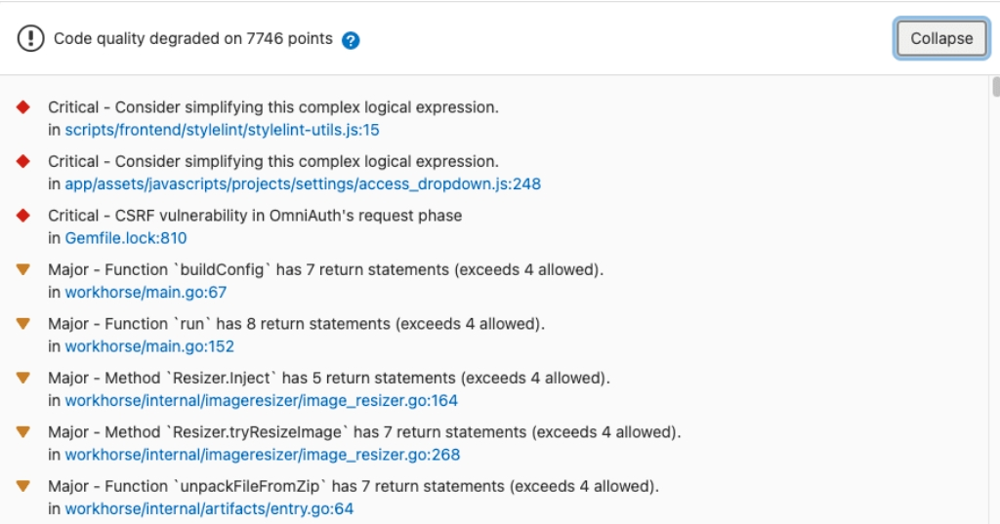 Code quality degraded on 7746 points ?
Collapse
Critical - Consider simplifying this complex logical expression.
in scripts/frontend/stylelint/stylelint-utils.js:15
Critical - Consider simplifying this complex logical expression.
in app/assets/javascripts/projects/settings/access_dropdown.js:248
Critical - CSRF vulnerability in OmniAuth's request phase
in Gemfile.lock:810
Major - Function `buildConfig` has 7 return statements (exceeds 4 allowed).
in workhorse/main.go:67
Major - Function `run` has 8 return statements (exceeds 4 allowed).
in workhorse/main.go:152
Major - Method `Resizer.Inject` has 5 return statements (exceeds 4 allowed).
in workhorse/internal/imageresizer/image_resizer.go:164
Major - Method `Resizer.tryResizeImage` has 7 return statements (exceeds 4 allowed).
in workhorse/internal/imageresizer/image_resizer.go:268
Major - Function `unpackFileFromZip` has 7 return statements (exceeds 4 allowed).
in workhorse/internal/artifacts/entry.go:64